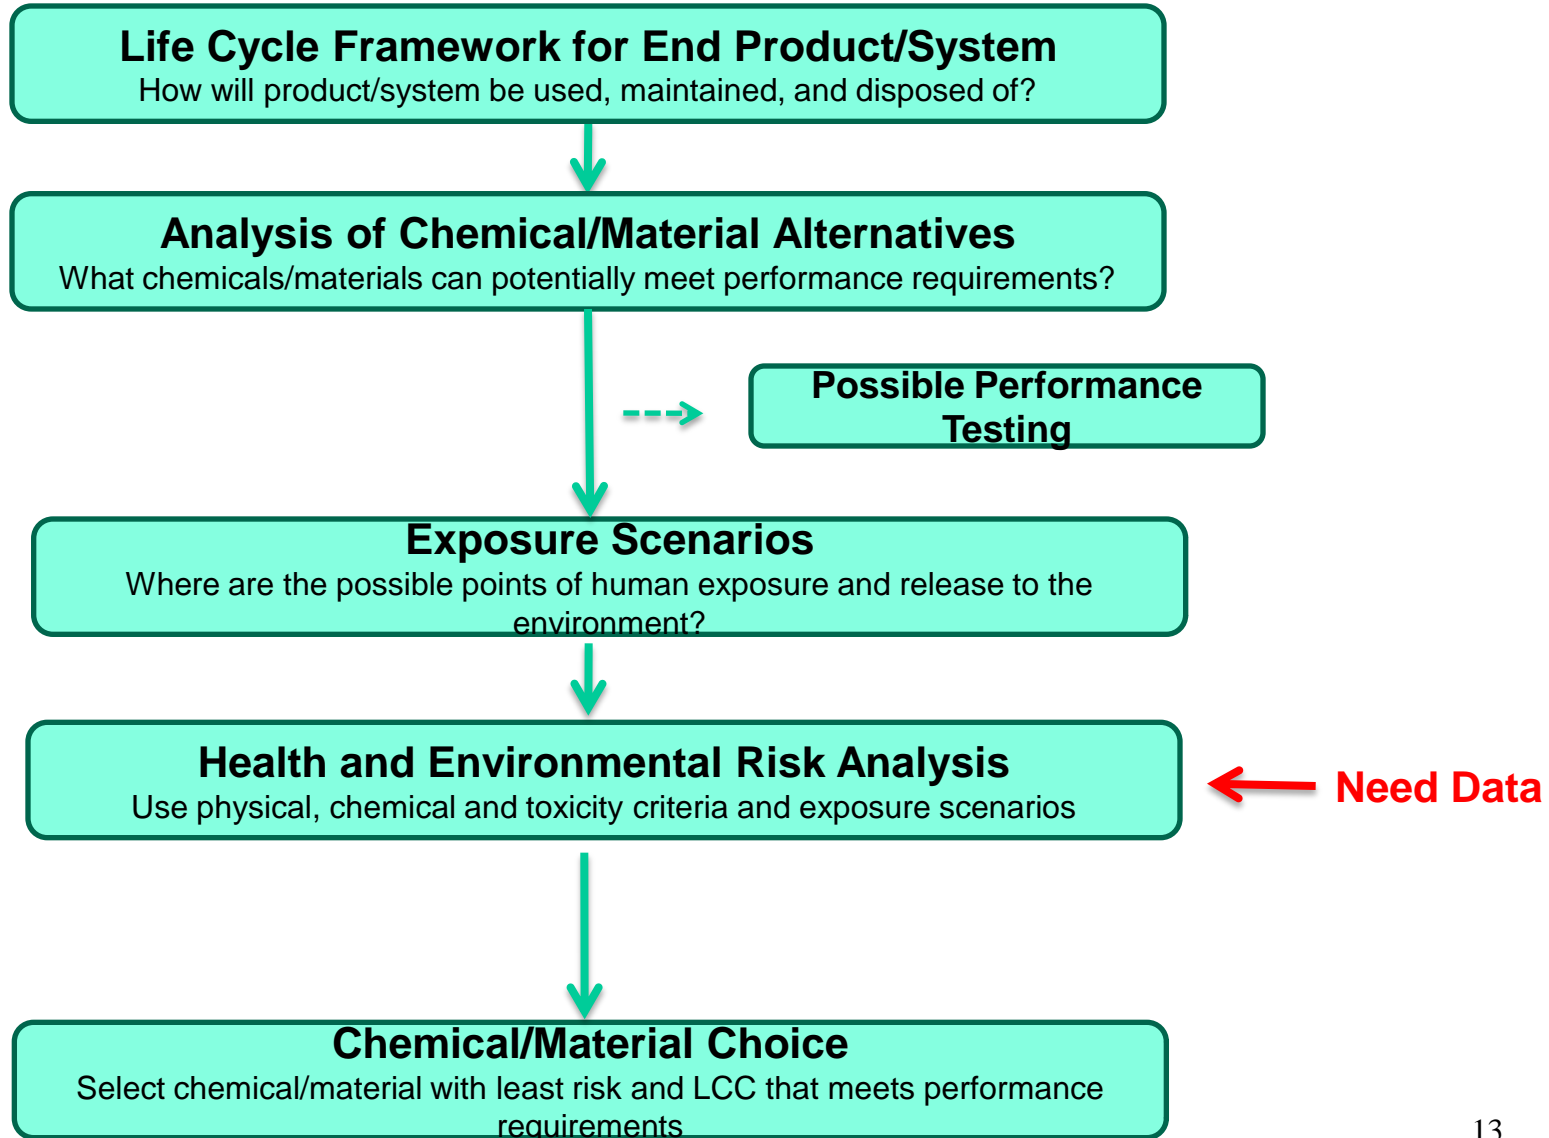 Life Cycle Framework for End Product/System
How will product/system be used, maintained, and disposed of?
Analysis of Chemical/Material Alternatives
What chemicals/materials can potentially meet performance requirements?
Possible Performance
Testing
Exposure Scenarios
Where are the possible points of human exposure and release to the
environment?
Health and Environmental Risk Analysis
Use physical, chemical and toxicity criteria and exposure scenarios
Need Data
Chemical/Material Choice
Select chemical/material with least risk and LCC that meets performance
requirements
13